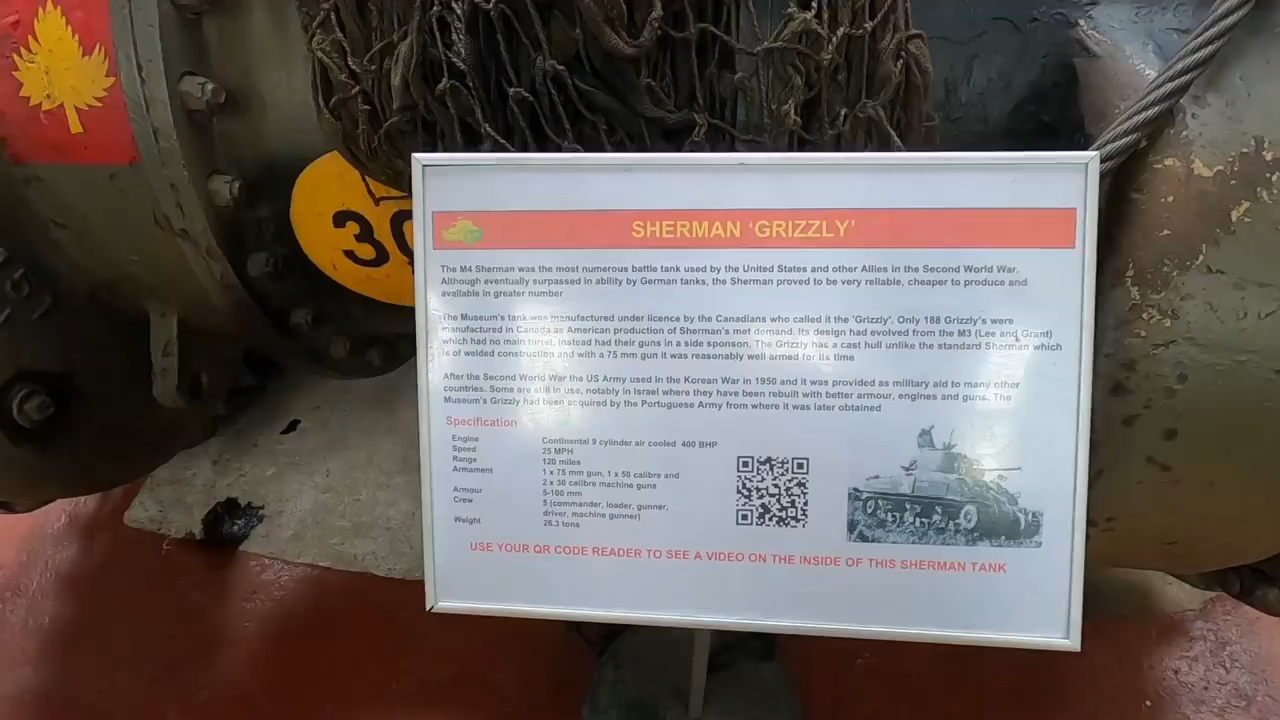 30
SHERMAN ‘GRIZZLY’
The M4 Sherman was the most numerous battle tank used by the United States and other Allies in the Second World War.
Although eventually surpassed in ability by German tanks, the Sherman proved to be very reliable, cheaper to produce and
available in greater number
The Museum's tank was manufactured under licence by the Canadians who called it the 'Grizzly'. Only 188 Grizzly's were
manufactured in Canada as American production of Sherman's met demand. Its design had evolved from the M3 (Lee and Grant)
which had no main turret, instead had their guns in a side sponson. The Grizzly has a cast hull unlike the standard Sherman which
is of welded construction and with a 75 mm gun it was reasonably well armed for its time
After the Second World War the US Army used in the Korean War in 1950 and it was provided as military aid to many other
countries. Some are still in use, notably in Israel where they have been rebuilt with better armour, engines and guns. The
Museum's Grizzly had been acquired by the Portuguese Army from where it was later obtained
Specification
Engine Continental 9 cylinder air cooled 400 BHP
Speed 25 MPH
Range 120 miles
Armament 1 x 75 mm gun, 1 x 50 calibre and
2 x 30 calibre machine guns
Armour 5-100 mm
Crew 5 (commander, loader, gunner,
driver, machine gunner)
Weight 26.3 tons
USE YOUR QR CODE READER TO SEE A VIDEO ON THE INSIDE OF THIS SHERMAN TANK